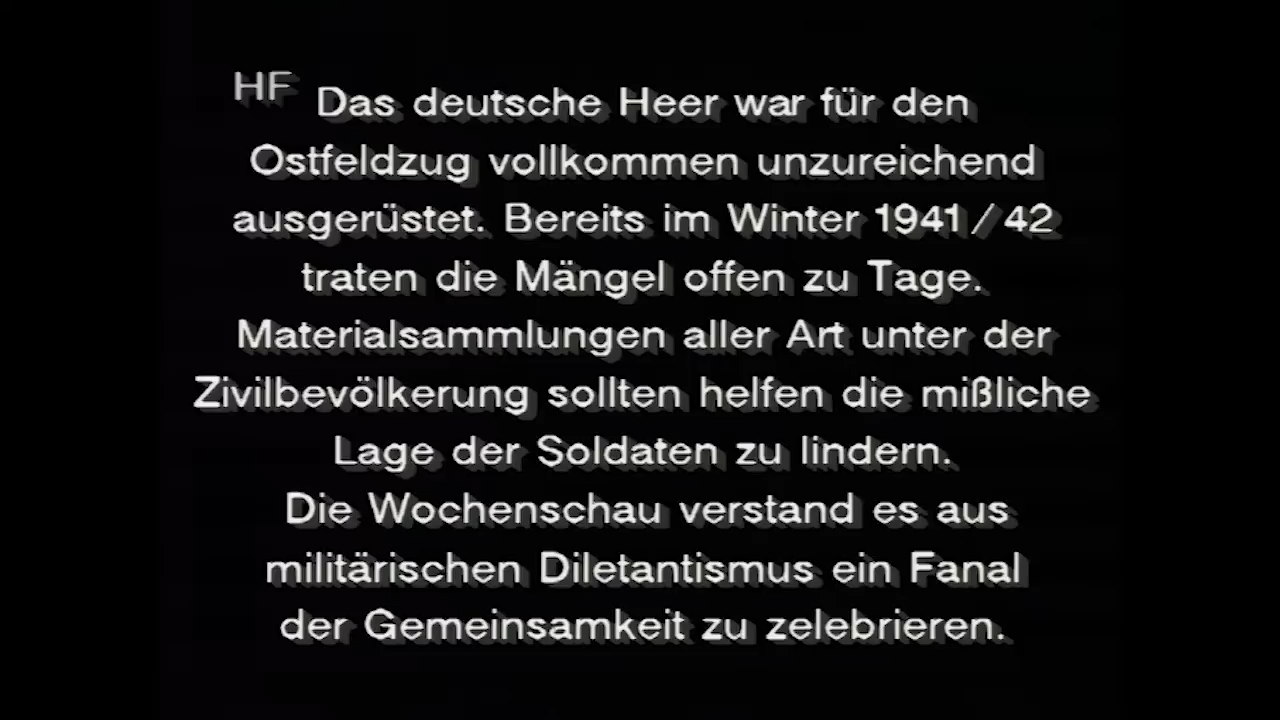 HF
Das deutsche Heer war für den
Ostfeldzug vollkommen unzureichend
ausgerüstet. Bereits im Winter 1941/42
traten die Mängel offen zu Tage.
Materialsammlungen aller Art unter der
Zivilbevölkerung sollten helfen die mißliche
Lage der Soldaten zu lindern.
Die Wochenschau verstand es aus
militärischen Diletantismus ein Fanal
der Gemeinsamkeit zu zelebrieren.